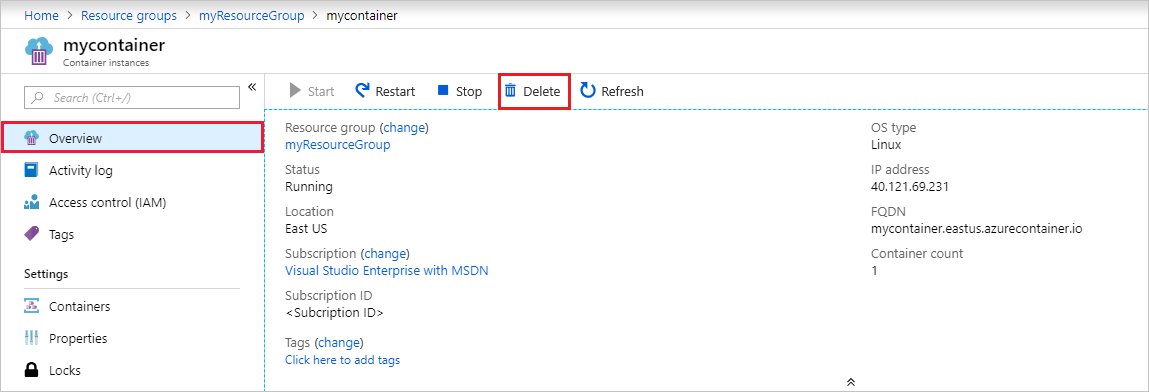 Home > Resource groups > myResourceGroup > mycontainer
mycontainer
Container instances
«
Search (Ctrl+/)
Overview
Activity log
Access control (IAM)
Tags
Settings
Containers
Properties
Locks
Start Restart Stop Delete Refresh
Resource group (change)
myResourceGroup
Status
Running
Location
East US
Subscription (change)
Visual Studio Enterprise with MSDN
Subscription ID
<Subcription ID>
Tags (change)
Click here to add tags
OS type
Linux
IP address
40.121.69.231
FQDN
mycontainer.eastus.azurecontainer.io
Container count
1